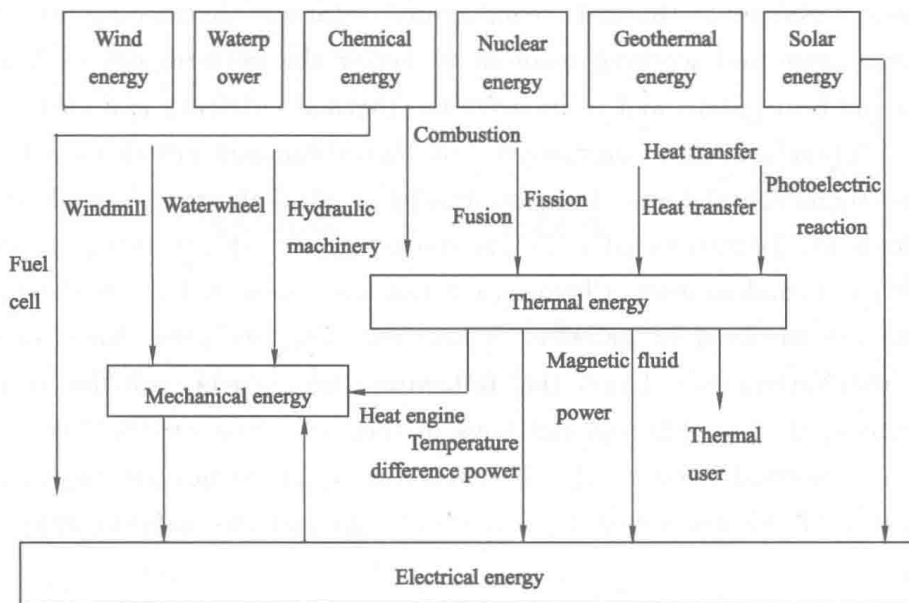 Wind
energy
Waterp
ower
Chemical
energy
Nuclear
energy
Geothermal
energy
Solar
energy
Combustion
Heat transfer
Windmill
Waterwheel
Hydraulic
machinery
Fusion
Fission
Heat transfer
Photoelectric
reaction
Fuel
cell
Thermal energy
Mechanical energy
Heat engine
Temperature
difference power
Magnetic fluid
power
Thermal
user
Electrical energy